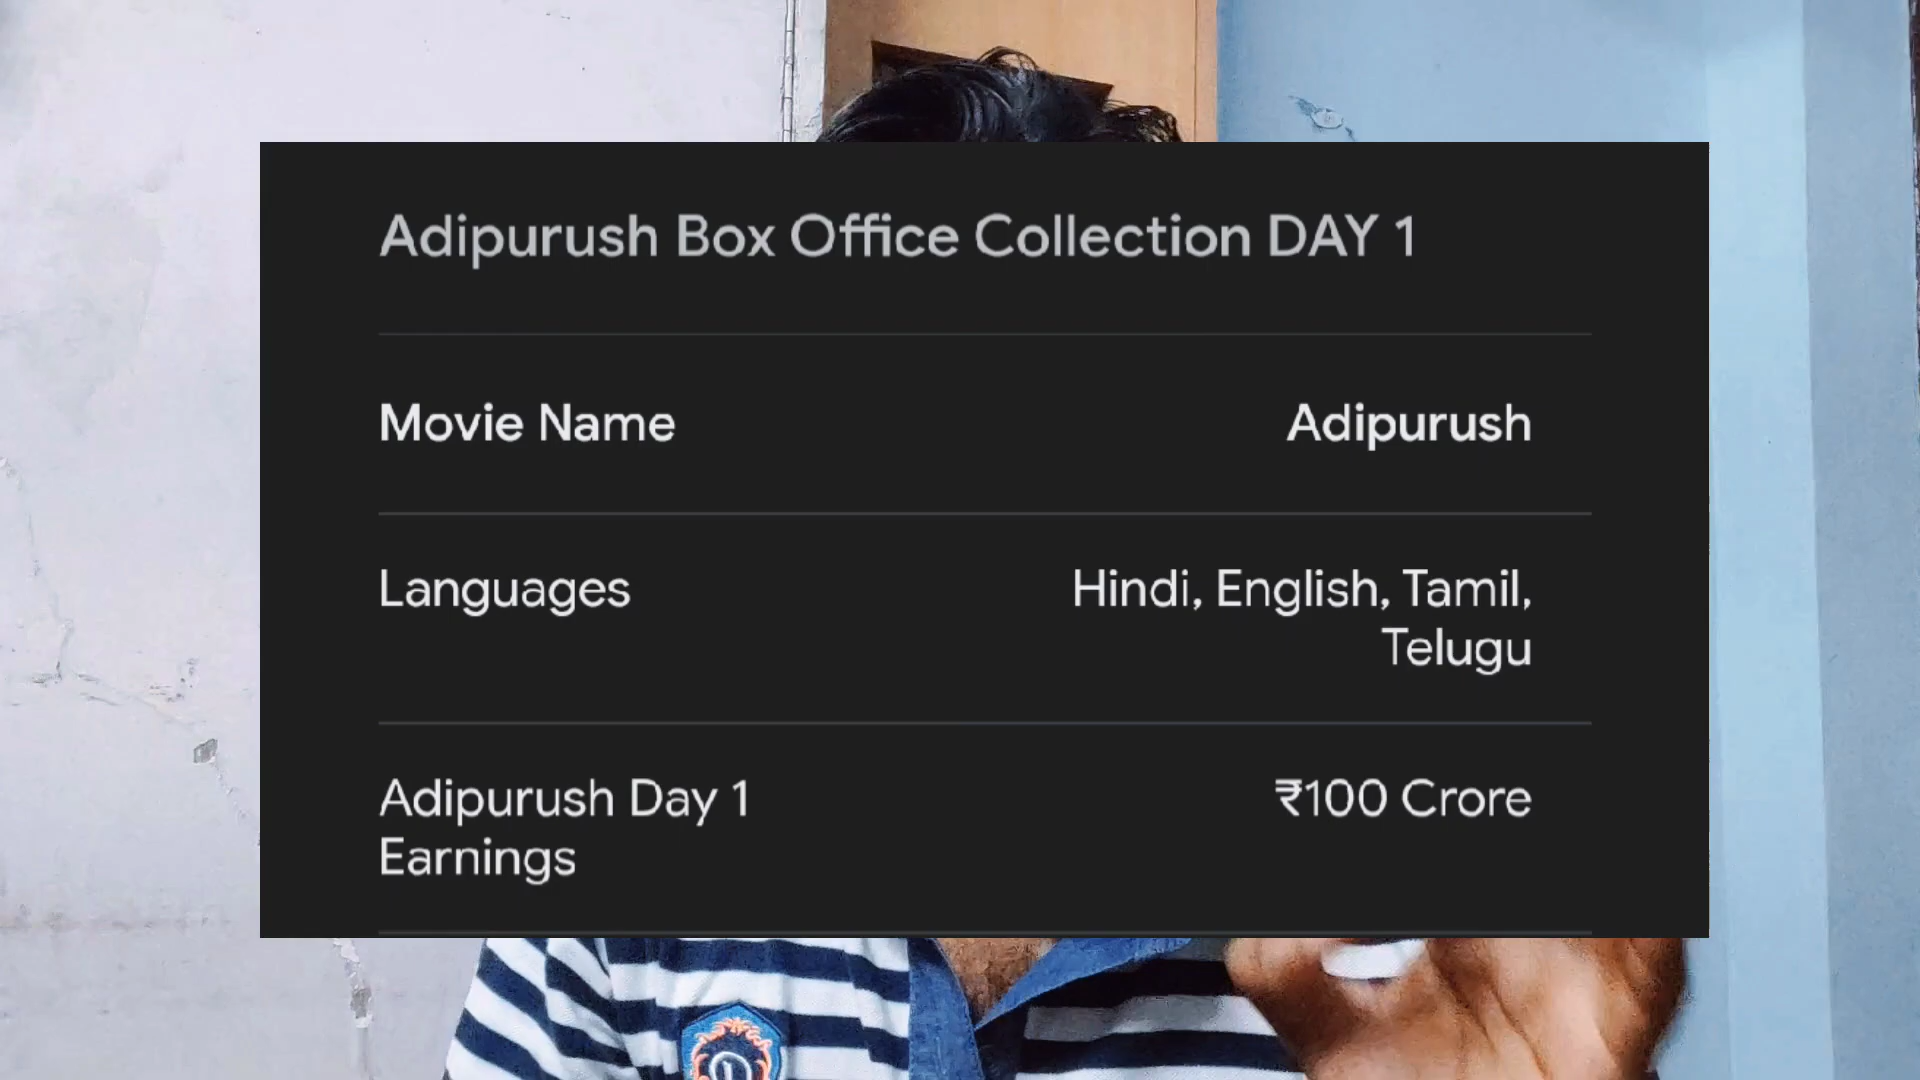 Adipurush Box Office Collection DAY 1
Movie Name Adipurush
Languages Hindi, English, Tamil,
Telugu
Adipurush Day 1 ₹100 Crore
Earnings